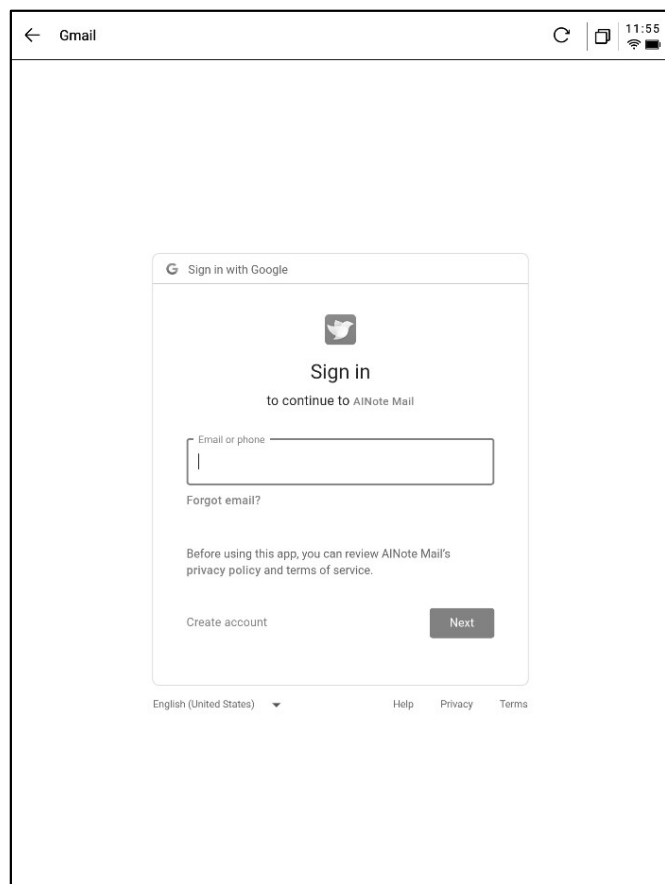 Gmail
11:55
Sign in with Google
Sign in
to continue to AINote Mail
Email or phone
Forgot email?
Before using this app, you can review AINote Mail's
privacy policy and terms of service.
Create account
Next
English (United States)
Help
Privacy
Terms